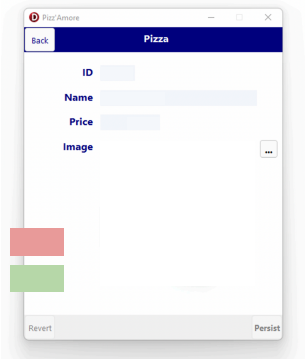 Pizz'Amore
Back
Pizza
ID
Name
Price
Image
...
Revert
Persist